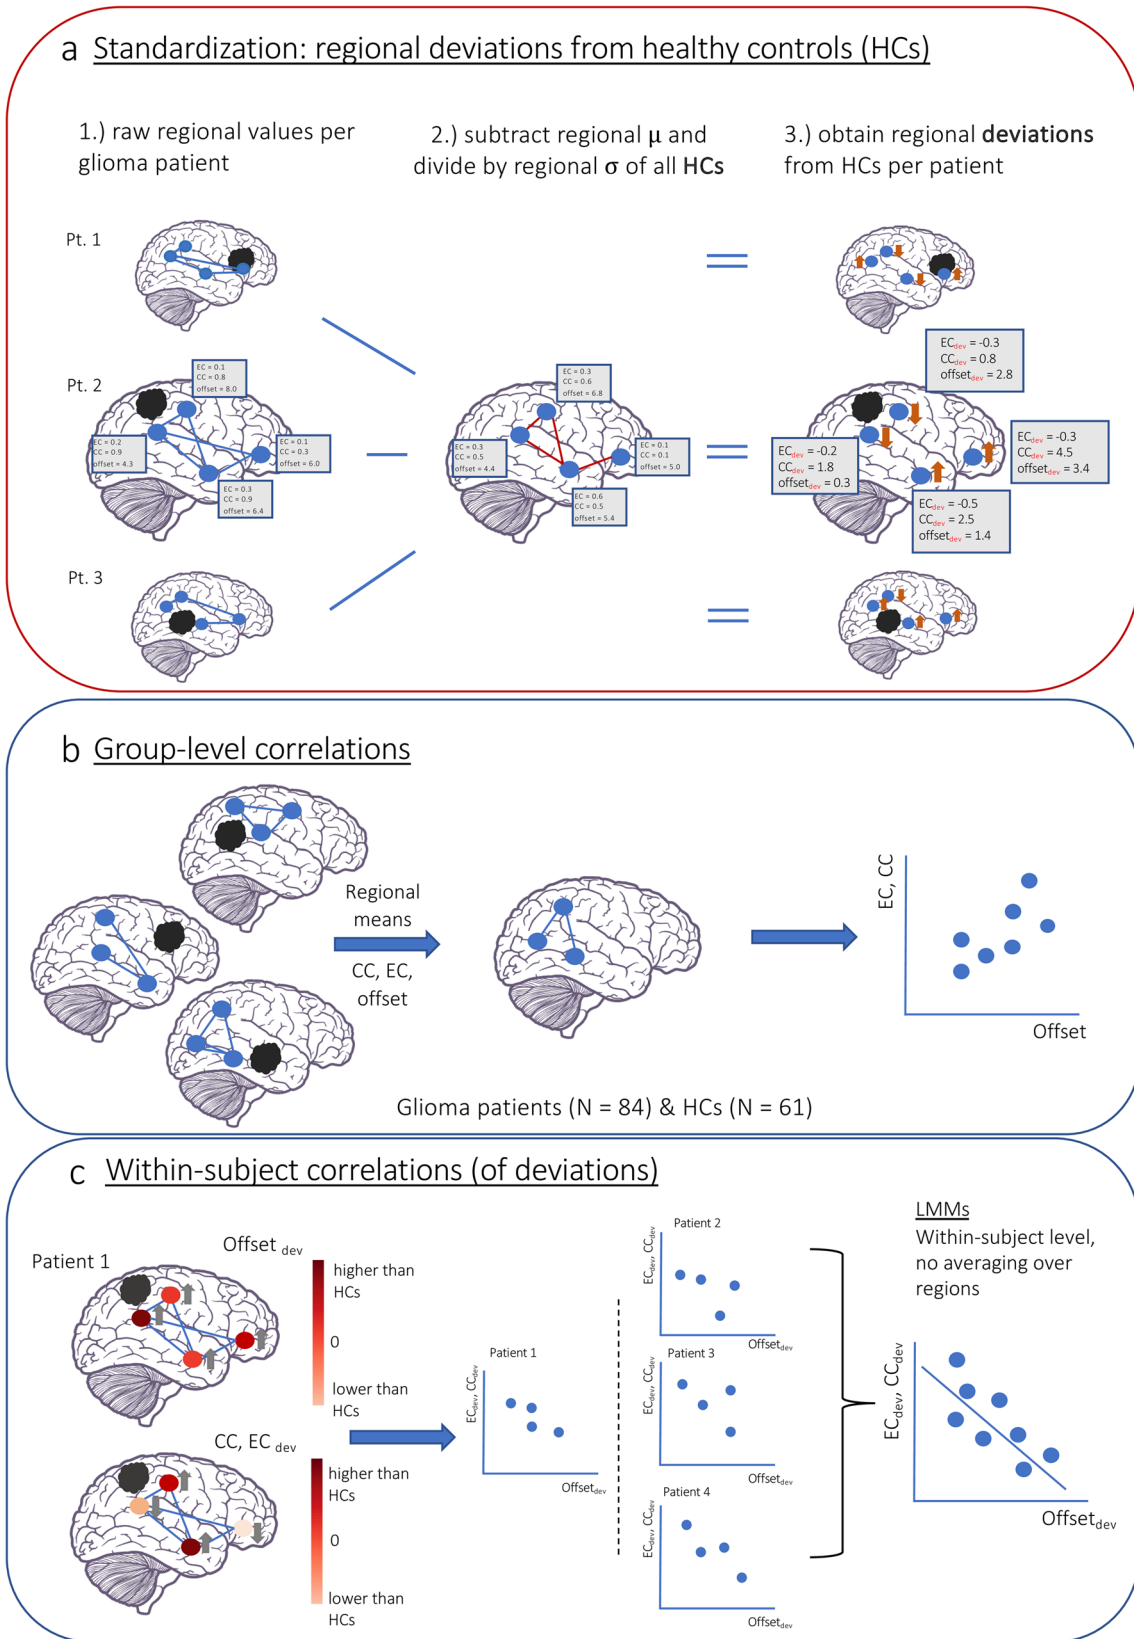 a Standardization: regional deviations from healthy controls (HCs)
1.) raw regional values per
glioma patient
2.) subtract regional μ and
divide by regional σ of all HCs
3.) obtain regional deviations
from HCs per patient
Pt. 1
Pt. 2
EC = 0.1
CC = 0.8
offset = 8.0
EC = 0.2
CC = 0.9
offset = 4.3
EC = 0.1
CC = 0.3
offset = 6.0
EC = 0.3
CC = 0.9
offset = 6.4
EC = 0.3
CC = 0.6
offset = 6.8
EC = 0.3
CC = 0.5
offset = 4.4
EC = 0.1
CC = 0.1
offset = 5.0
EC = 0.6
CC = 0.5
offset = 5.4
ECdev = -0.3
CCdev = 0.8
offsetdev = 2.8
ECdev = -0.2
CCdev = 1.8
offsetdev = 0.3
ECdev = -0.3
CCdev = 4.5
offsetdev = 3.4
ECdev = -0.5
CCdev = 2.5
offsetdev = 1.4
Pt. 3
b Group-level correlations
Regional
means
CC, EC,
offset
EC, CC
Offset
Glioma patients (N = 84) & HCs (N = 61)
c Within-subject correlations (of deviations)
Patient 1
Offset dev
higher than
HCs
0
lower than
HCs
CC, EC dev
higher than
HCs
0
lower than
HCs
Patient 1
ECdev, CCdev
Offsetdev
Patient 2
ECdev, CCdev
Offsetdev
Patient 3
ECdev, CCdev
Offsetdev
Patient 4
ECdev, CCdev
Offsetdev
LMMs
Within-subject level,
no averaging over
regions
ECdev, CCdev
Offsetdev